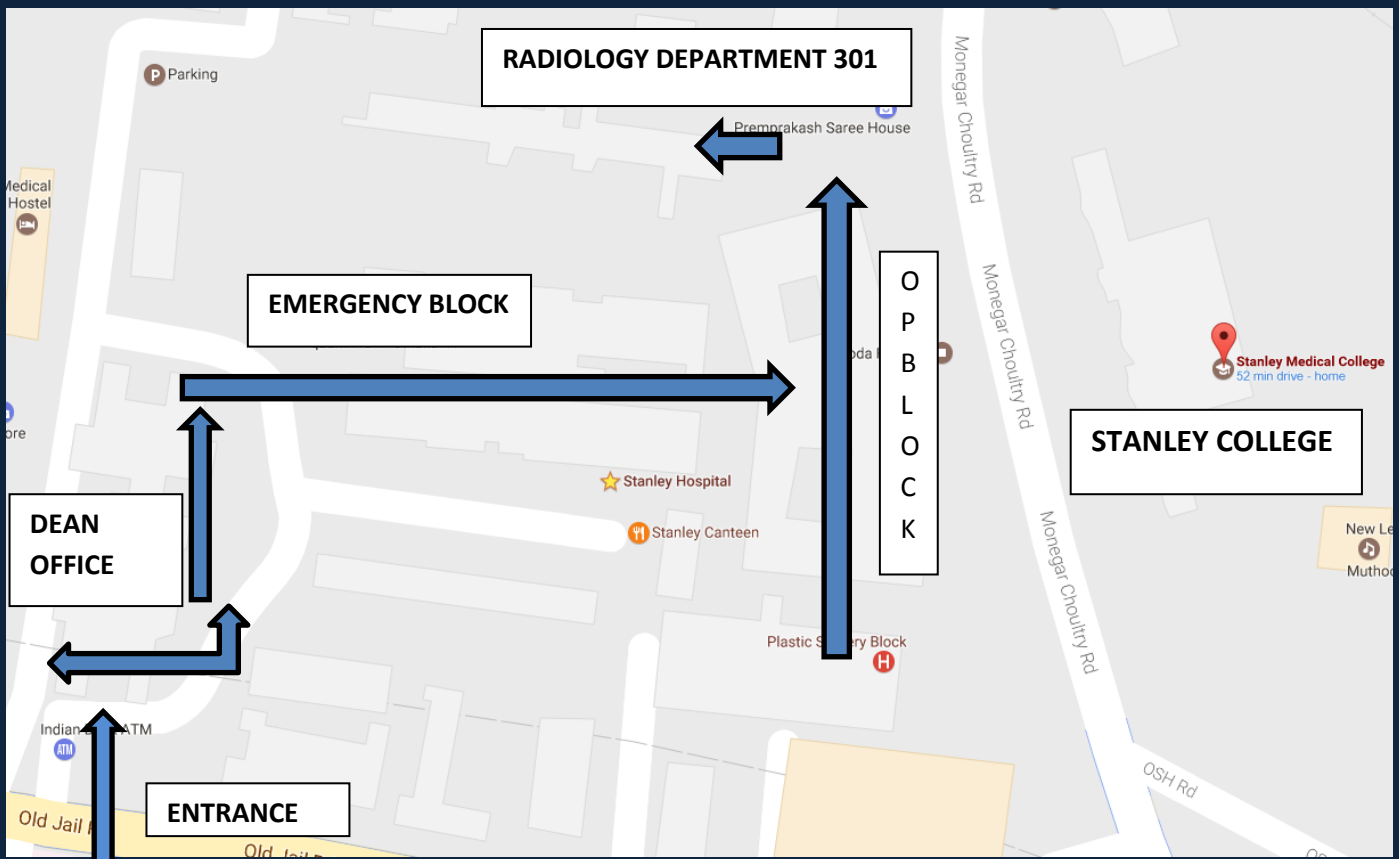 RADIOLOGY DEPARTMENT 301
Parking
Premprakash Saree House
Monegar Choultry Rd
Medical
Hostel
EMERGENCY BLOCK
O
P
B
L
O
C
K
Monegar Choultry Rd
Stanley Medical College
52 min drive - home
STANLEY COLLEGE
Stanley Hospital
Stanley Canteen
DEAN
OFFICE
Monegar Choultry Rd
New Le
Plastic S ery Block
H
Indian ATM
ATM
OSH Rd
ENTRANCE
Old Jail
Old Jail